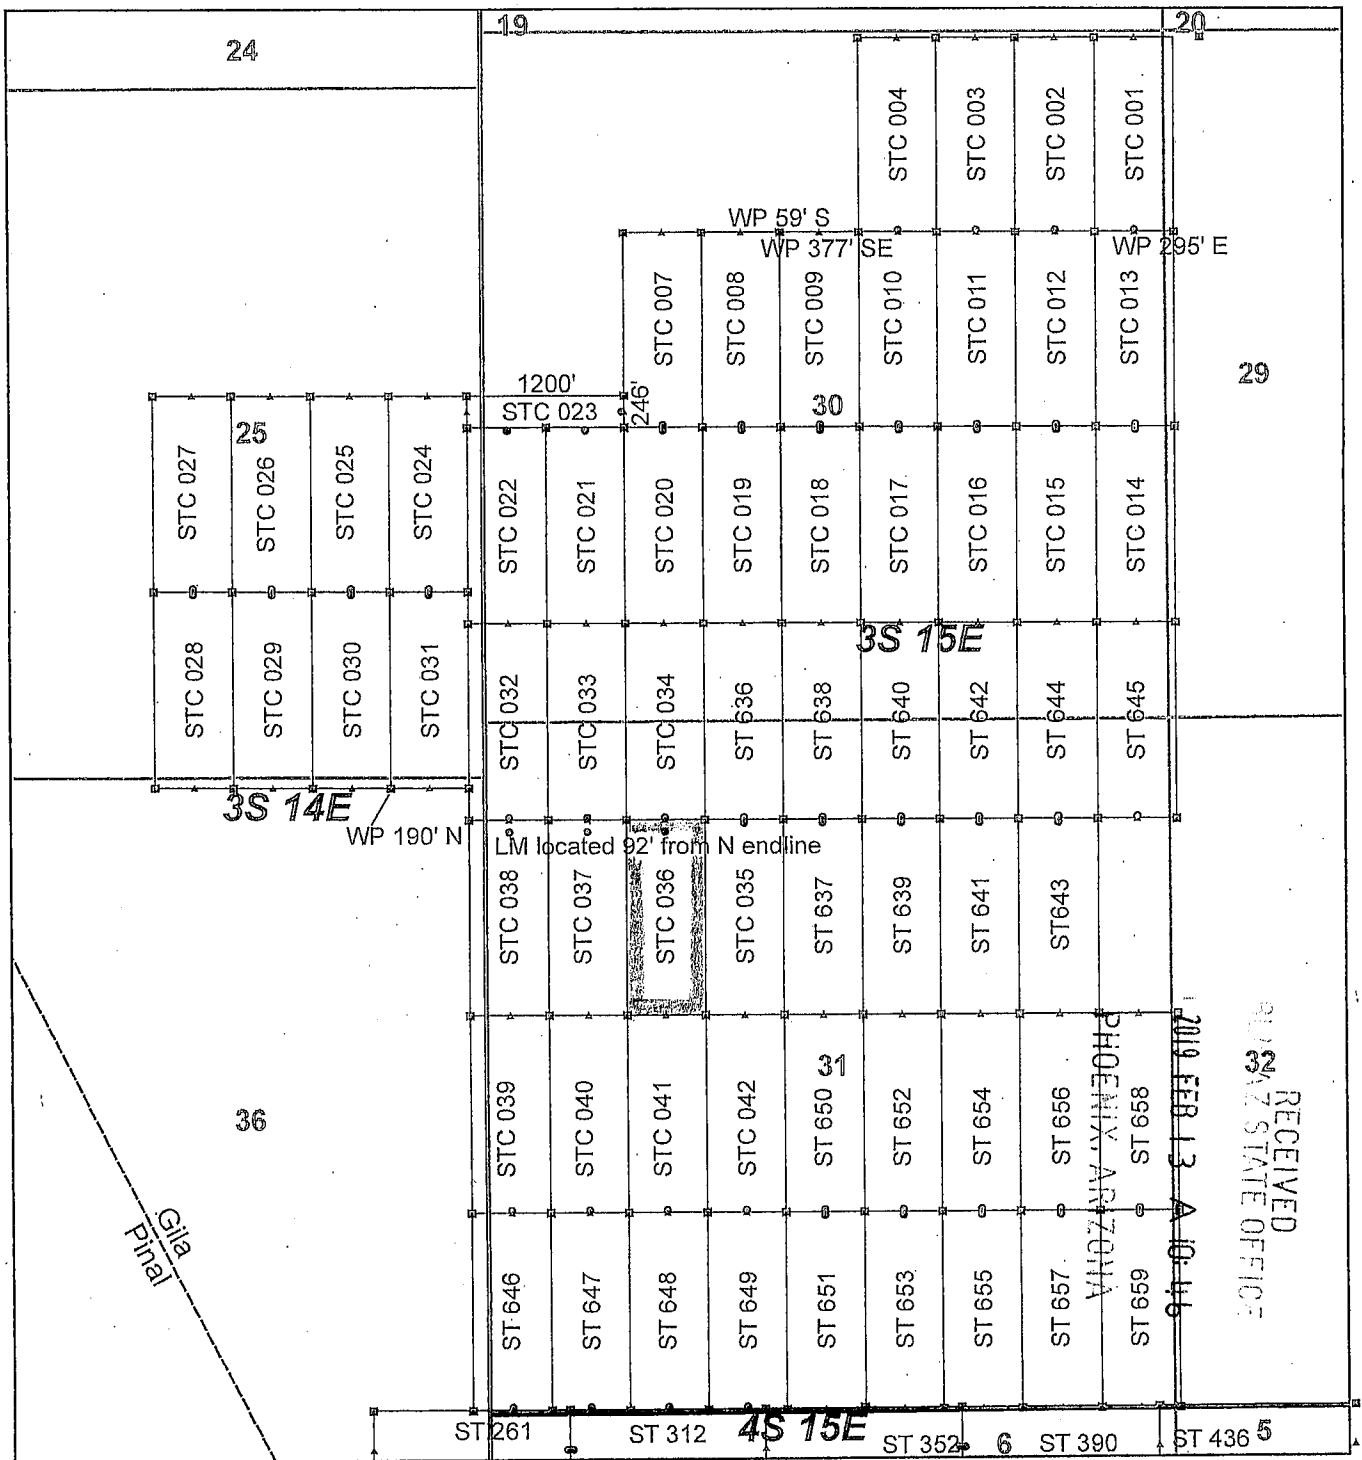 24
19
20
STC 004
STC 003
STC 002
STC 001
WP 59' S
WP 377' SE
WP 295' E
STC 007
STC 008
STC 009
STC 010
STC 011
STC 012
STC 013
29
1200'
STC 023
246'
30
25
STC 027
STC 026
STC 025
STC 024
STC 022
STC 021
STC 020
STC 019
STC 018
STC 017
STC 016
STC 015
STC 014
3S 15E
STC 028
STC 029
STC 030
STC 031
STC 032
STC 033
STC 034
ST 636
ST 638
ST 640
ST 642
ST 644
ST 645
3S 14E
WP 190' N
LM located 92' from N endline
STC 038
STC 037
STC 036
STC 035
ST 637
ST 639
ST 641
ST643
31
32
36
STC 039
STC 040
STC 041
STC 042
ST 650
ST 652
ST 654
ST 656
ST 658
RECEIVED
AZ STATE OFFICE
2019 FEB 13 A 10: 46
PHOENIX, ARIZONA
Gila
Pinal
ST 646
ST 647
ST 648
ST 649
ST 651
ST 653
ST 655
ST 657
ST 659
4S 15E
ST 261
ST 312
ST 352
6
ST 390
ST 436
5